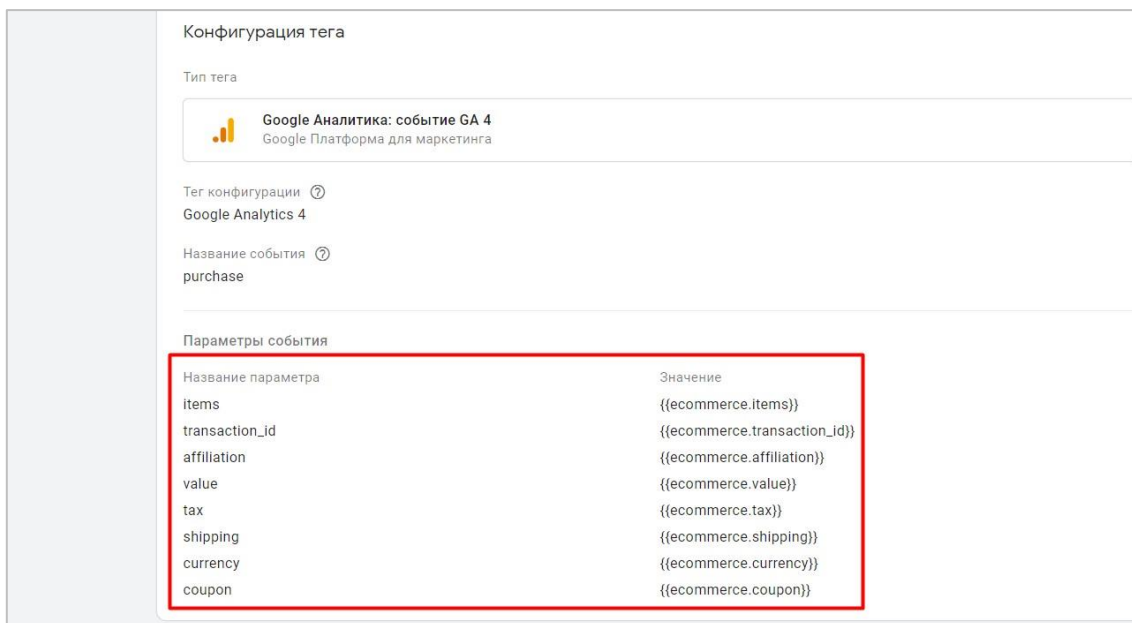 Конфигурация тега
Тип тега
Google Аналитика: событие GA 4
Google Платформа для маркетинга
Тег конфигурации
Google Analytics 4
Название события
purchase
Параметры события
Название параметра Значение
items {{ecommerce.items}}
transaction_id {{ecommerce.transaction_id}}
affiliation {{ecommerce.affiliation}}
value {{ecommerce.value}}
tax {{ecommerce.tax}}
shipping {{ecommerce.shipping}}
currency {{ecommerce.currency}}
coupon {{ecommerce.coupon}}